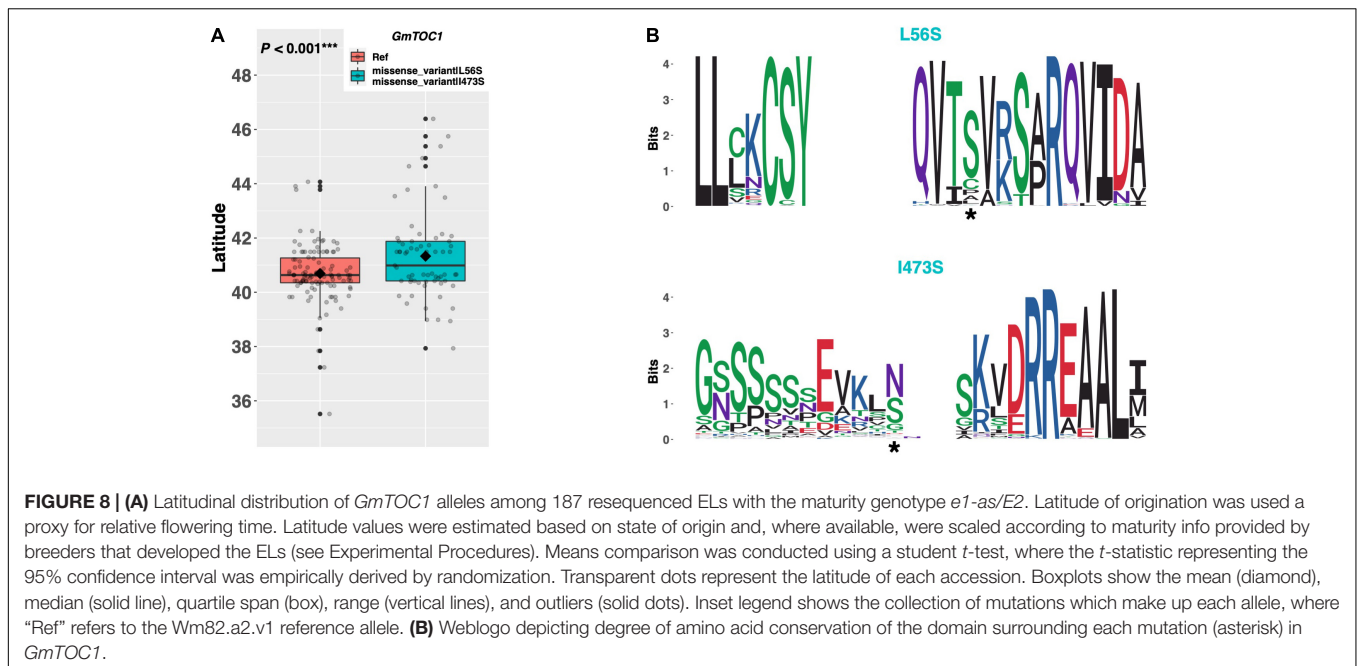 A
P < 0.001***
GmTOC1
Ref
missense_variant|L56S
missense_variant|I473S
48
46
44
42
40
38
36
Latitude
B
L56S
4
3
2
1
0
Bits
LLCKCSY
QVTSVRSARQVIDA
*
I473S
4
3
2
1
0
Bits
GSSSSSSEVKLN
SKVDRREAALI
*
FIGURE 8 | (A) Latitudinal distribution of GmTOC1 alleles among 187 resequenced ELs with the maturity genotype e1-as/E2. Latitude of origination was used a
proxy for relative flowering time. Latitude values were estimated based on state of origin and, where available, were scaled according to maturity info provided by
breeders that developed the ELs (see Experimental Procedures). Means comparison was conducted using a student t-test, where the t-statistic representing the
95% confidence interval was empirically derived by randomization. Transparent dots represent the latitude of each accession. Boxplots show the mean (diamond),
median (solid line), quartile span (box), range (vertical lines), and outliers (solid dots). Inset legend shows the collection of mutations which make up each allele, where
“Ref” refers to the Wm82.a2.v1 reference allele. (B) Weblogo depicting degree of amino acid conservation of the domain surrounding each mutation (asterisk) in
GmTOC1.